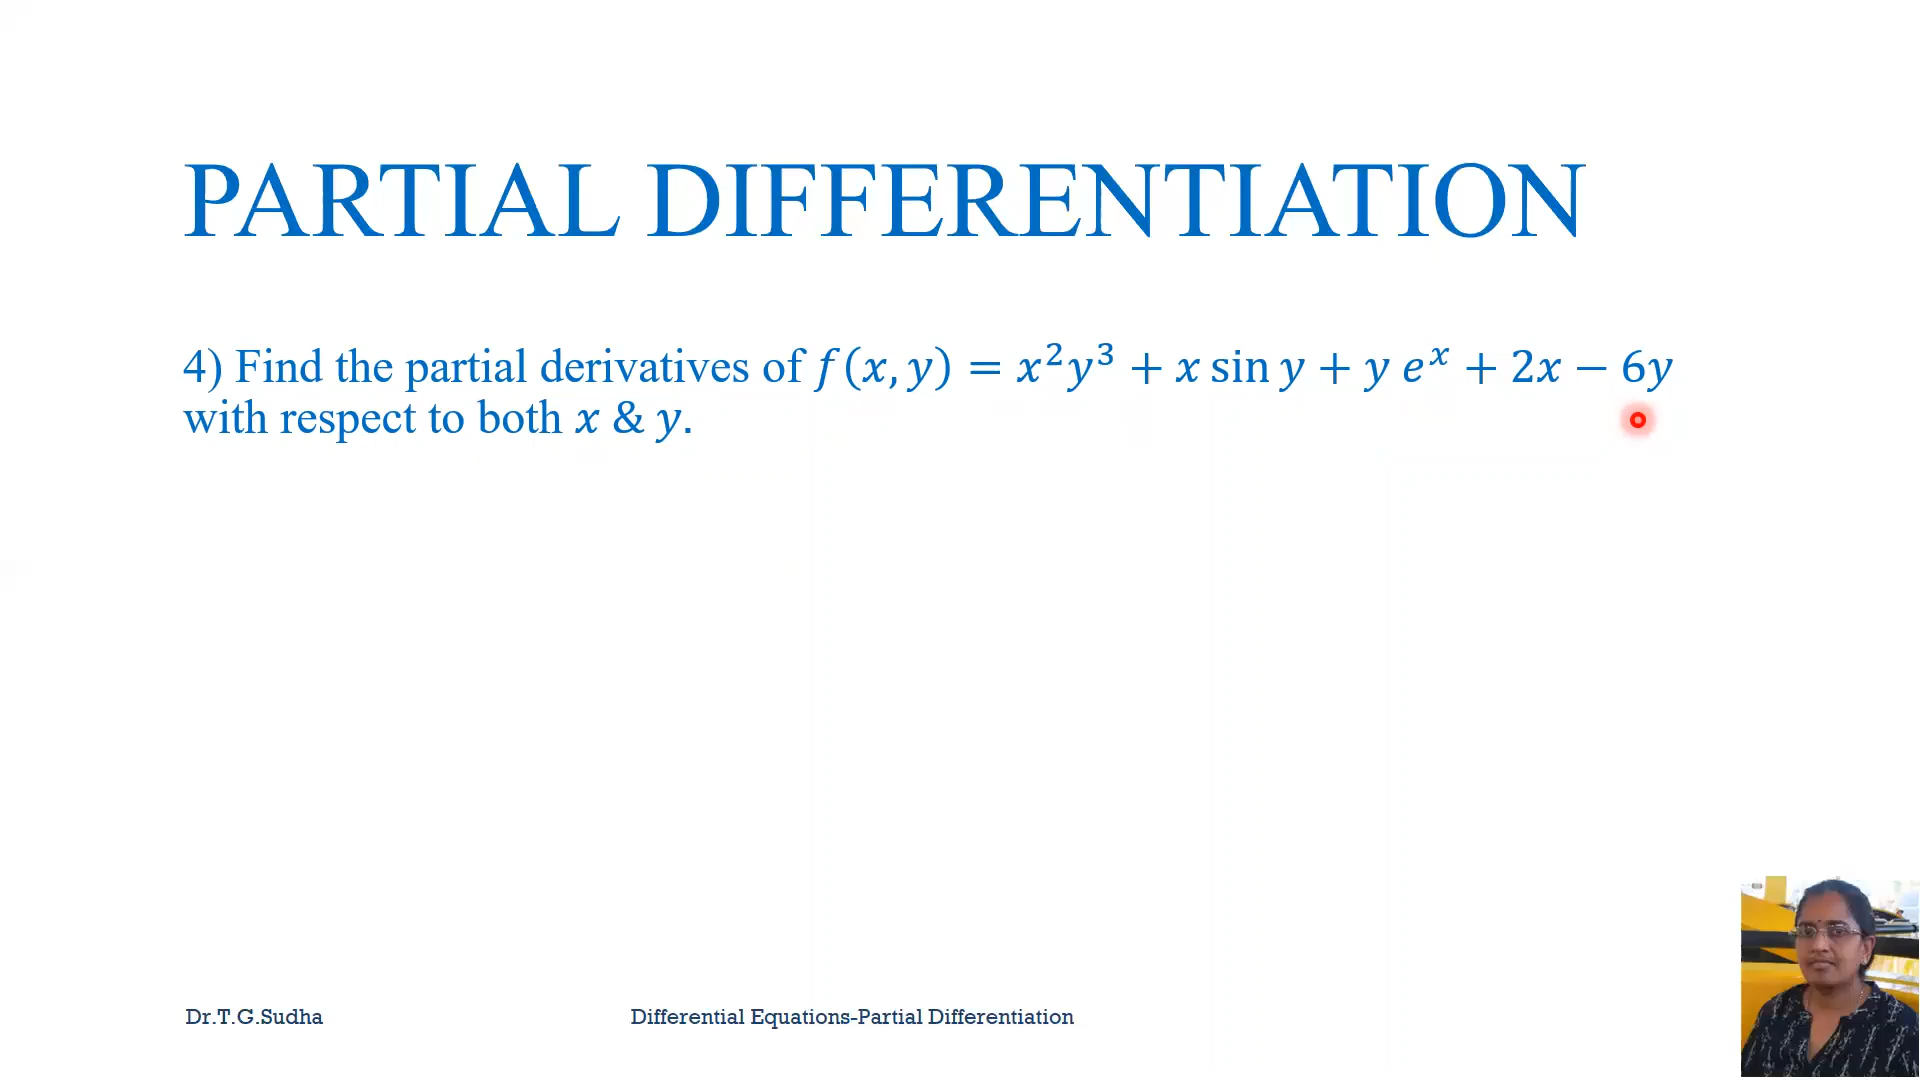 PARTIAL DIFFERENTIATION
4) Find the partial derivatives of f(x, y) = x²y³ + x sin y + y eˣ + 2x − 6y
with respect to both x & y.
Dr.T.G.Sudha
Differential Equations-Partial Differentiation